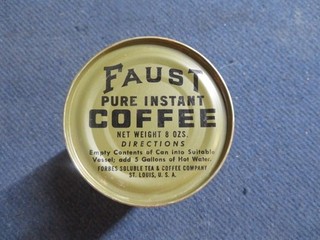 FAUST
PURE INSTANT
COFFEE
NET WEIGHT 8 OZS.
DIRECTIONS
Empty Contents of Can into Suitable
Vessel; add 5 Gallons of Hot Water.
FORBES SOLUBLE TEA & COFFEE COMPANY
ST. LOUIS, U. S. A.